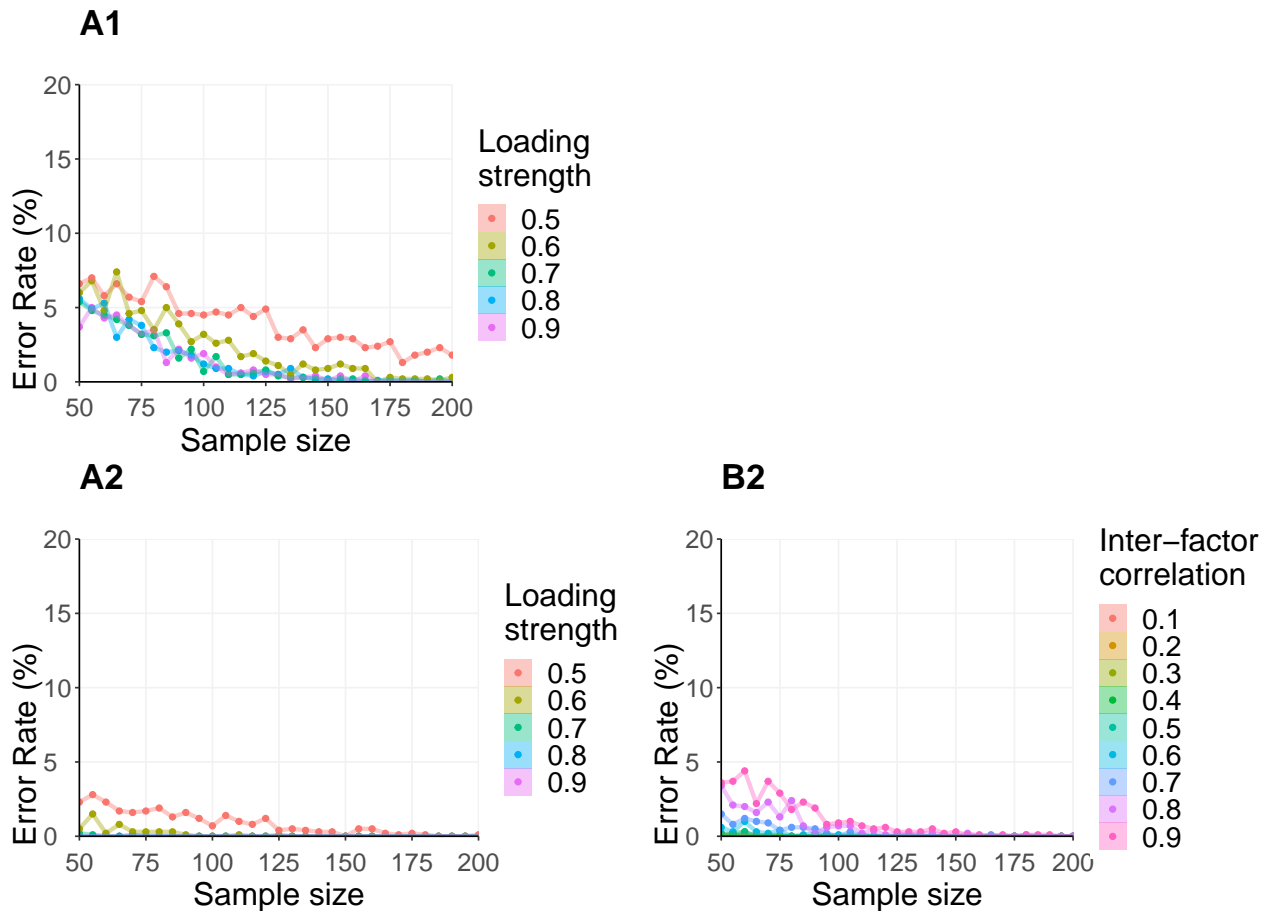 A1
Error Rate (%)
20
15
10
5
0
50 75 100 125 150 175 200
Sample size
Loading
strength
0.5
0.6
0.7
0.8
0.9
A2
Error Rate (%)
20
15
10
5
0
50 75 100 125 150 175 200
Sample size
Loading
strength
0.5
0.6
0.7
0.8
0.9
B2
Error Rate (%)
20
15
10
5
0
50 75 100 125 150 175 200
Sample size
Inter−factor
correlation
0.1
0.2
0.3
0.4
0.5
0.6
0.7
0.8
0.9